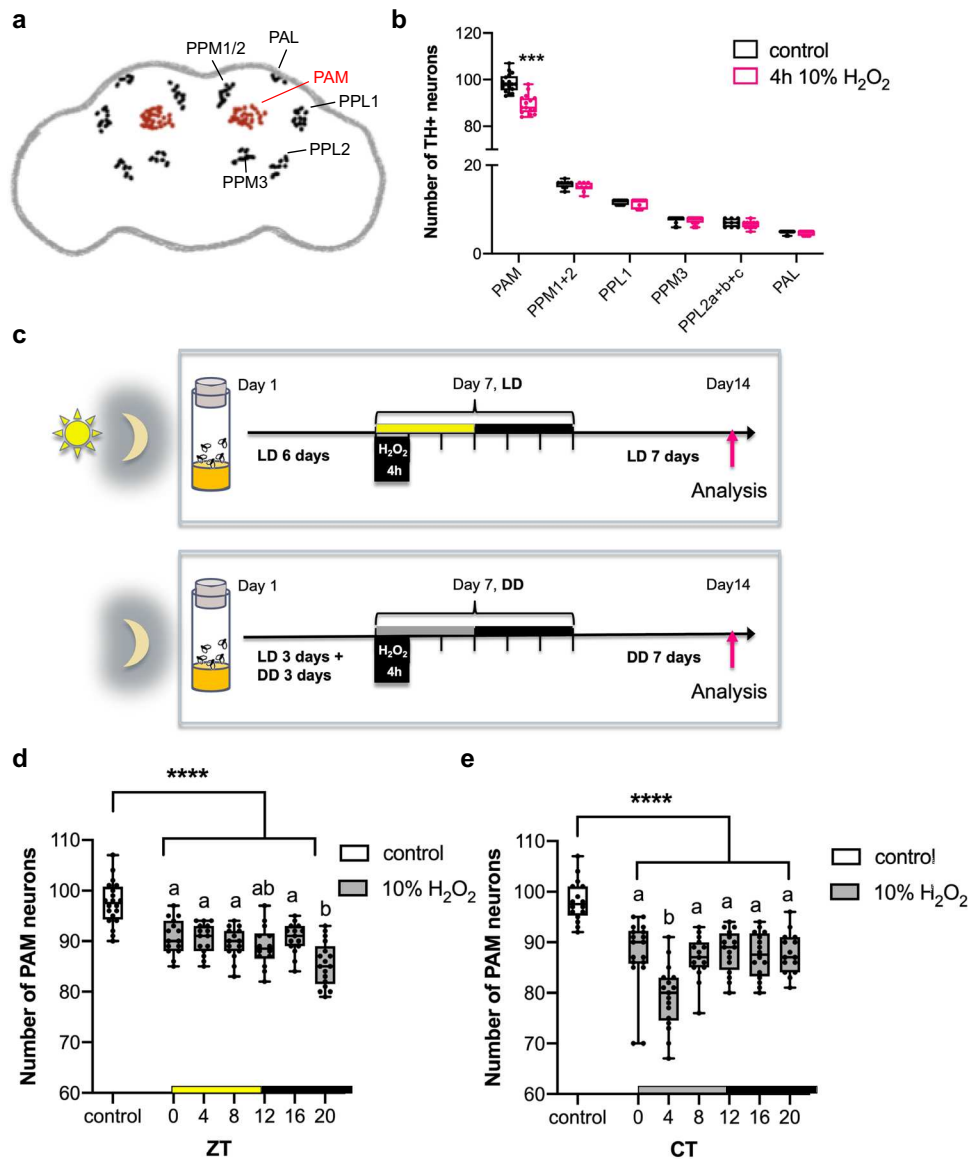 a
PPM1/2
PAL
PAM
PPL1
PPL2
PPM3
b
Number of TH+ neurons
120
100
80
20
0
***
control
4h 10% H₂O₂
PAM
PPM1+2
PPL1
PPM3
PPL2a+b+c
PAL
c
Day 1
Day 7, LD
Day14
LD 6 days
H₂O₂
4h
LD 7 days
Analysis
Day 1
Day 7, DD
Day14
LD 3 days +
DD 3 days
H₂O₂
4h
DD 7 days
Analysis
d
****
Number of PAM neurons
110
100
90
80
70
60
a a a ab a b
control
10% H₂O₂
control 0 4 8 12 16 20
ZT
e
****
Number of PAM neurons
110
100
90
80
70
60
a b a a a a
control
10% H₂O₂
control 0 4 8 12 16 20
CT